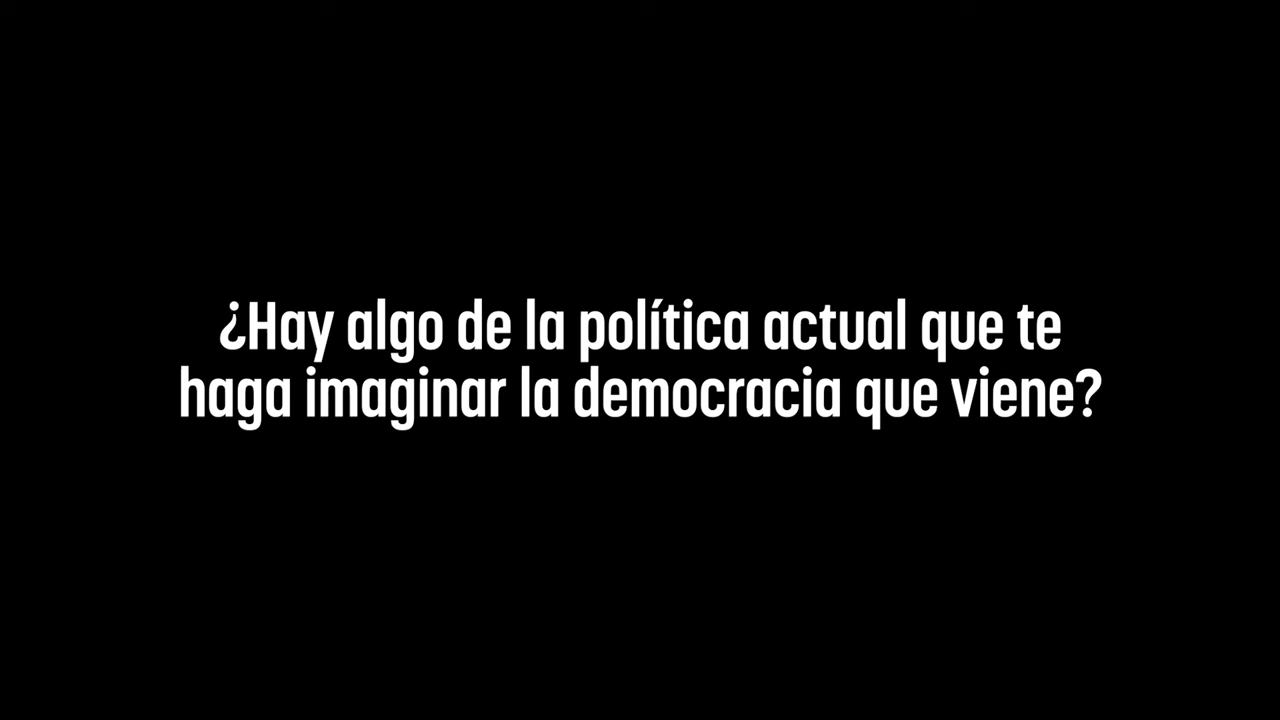 ¿Hay algo de la política actual que te
haga imaginar la democracia que viene?